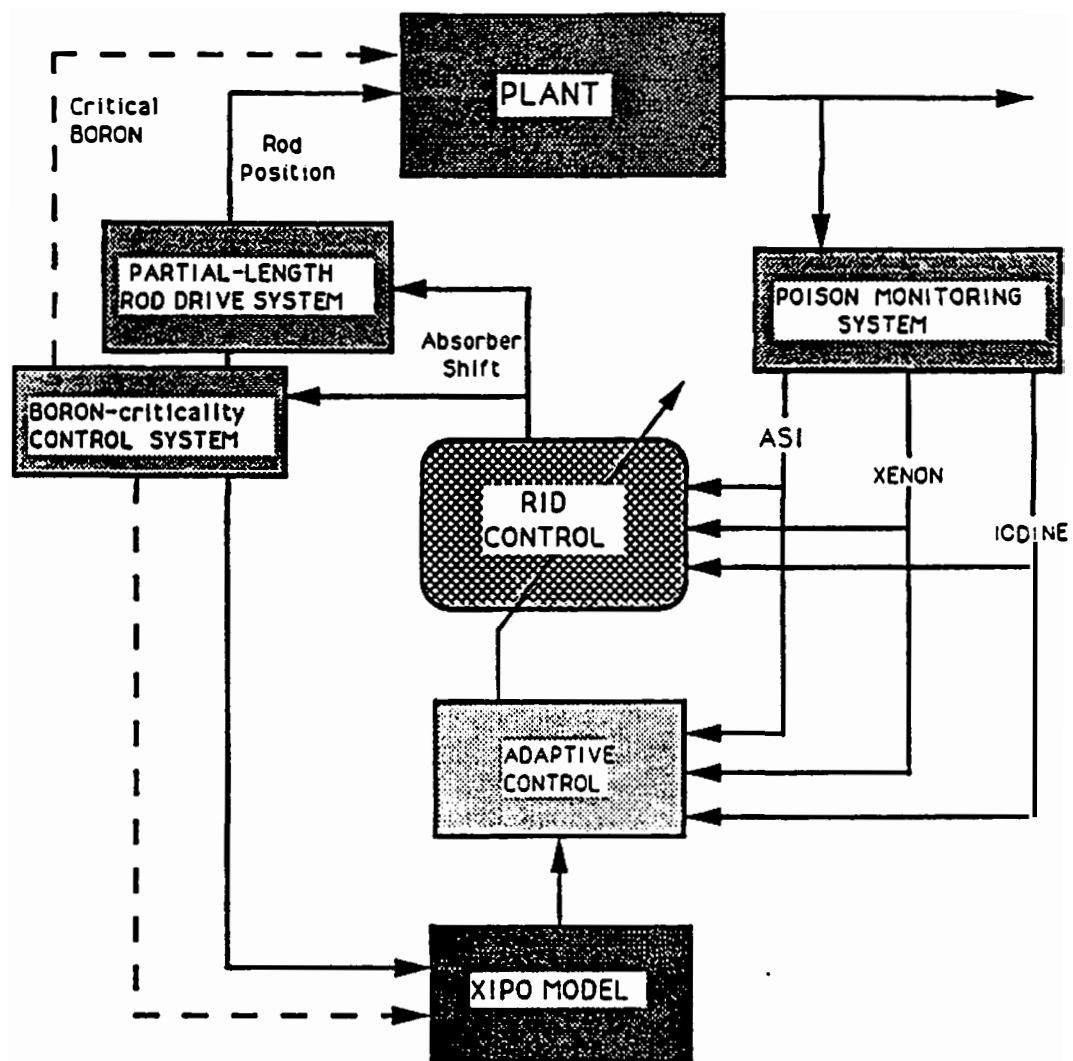 PLANT
Critical
BORON
Rod
Position
PARTIAL-LENGTH
ROD DRIVE SYSTEM
POISON MONITORING
SYSTEM
Absorber
Shift
BORON-criticality
CONTROL SYSTEM
ASI
XENON
IODINE
RID
CONTROL
ADAPTIVE
CONTROL
XIPO MODEL